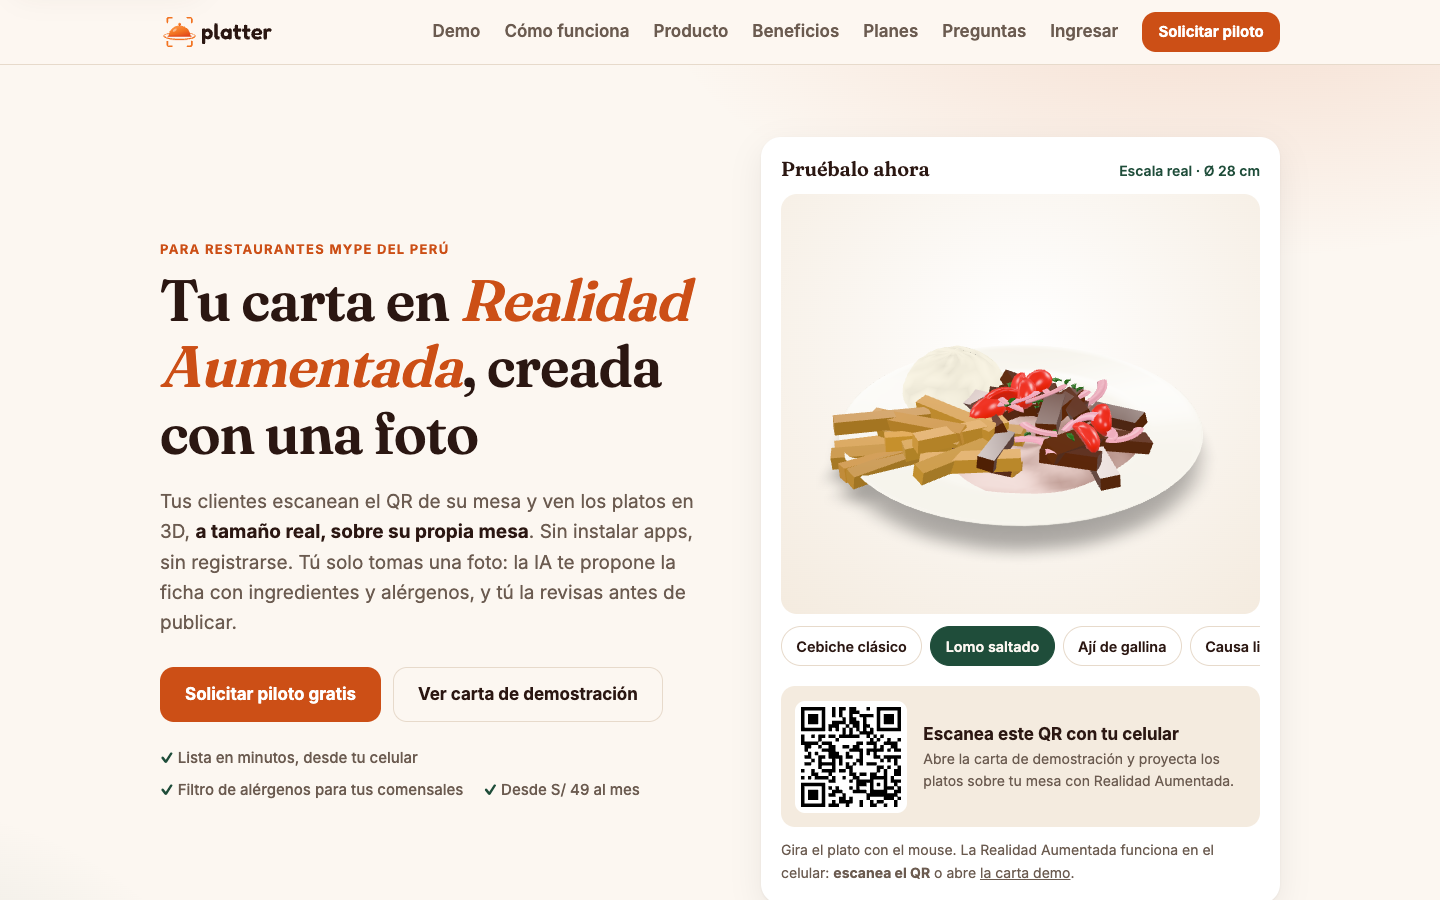 platter
Demo
Cómo funciona
Producto
Beneficios
Planes
Preguntas
Ingresar
Solicitar piloto
PARA RESTAURANTES MYPE DEL PERÚ
Tu carta en Realidad
Aumentada, creada
con una foto
Tus clientes escanean el QR de su mesa y ven los platos en
3D, a tamaño real, sobre su propia mesa. Sin instalar apps,
sin registrarse. Tú solo tomas una foto: la IA te propone la
ficha con ingredientes y alérgenos, y tú la revisas antes de
publicar.
Solicitar piloto gratis
Ver carta de demostración
Lista en minutos, desde tu celular
Filtro de alérgenos para tus comensales
Desde S/ 49 al mes
Pruébalo ahora
Escala real · Ø 28 cm
Cebiche clásico
Lomo saltado
Ají de gallina
Causa li
Escanea este QR con tu celular
Abre la carta de demostración y proyecta los
platos sobre tu mesa con Realidad Aumentada.
Gira el plato con el mouse. La Realidad Aumentada funciona en el
celular: escanea el QR o abre la carta demo.